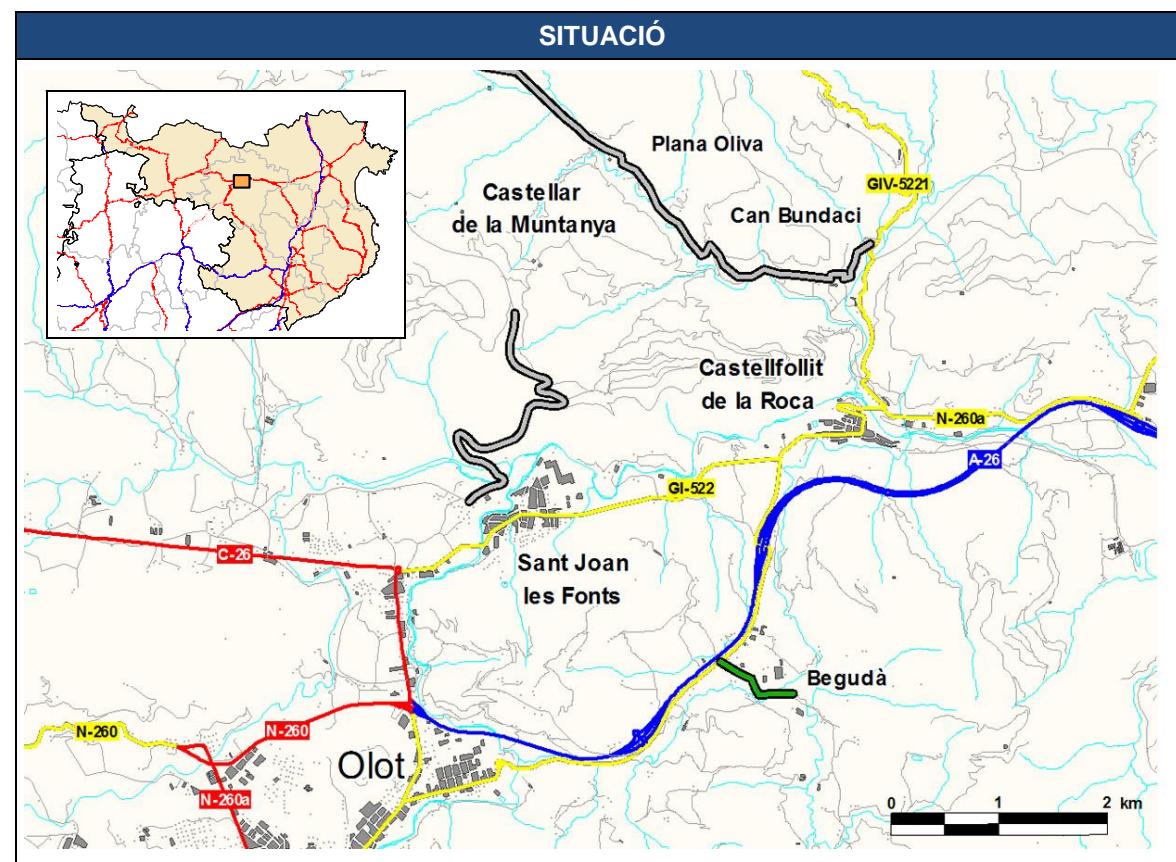 SITUACIÓ
Plana Oliva
GIV-5221
Castellar
de la Muntanya
Can Bundaci
Castellfollit
de la Roca
N-260a
A-26
GI-522
C-26
Sant Joan
les Fonts
Begudà
N-260
N-260
Olot
N-260a
0 1 2 km